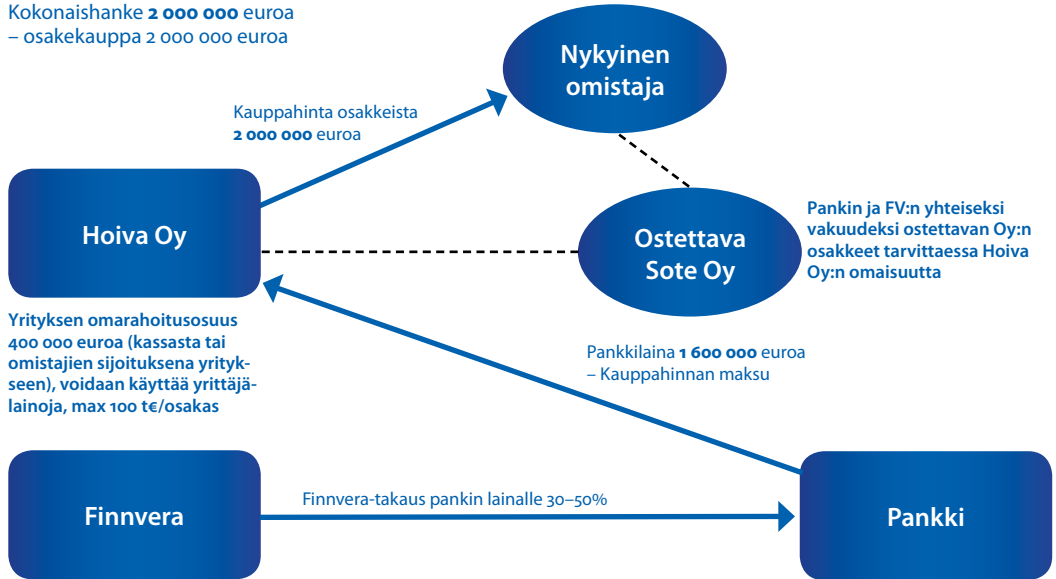 Kokonaishanke 2 000 000 euroa
– osakekauppa 2 000 000 euroa
Nykyinen
omistaja
Kauppahinta osakkeista
2 000 000 euroa
Hoiva Oy
Ostettava
Sote Oy
Pankin ja FV:n yhteiseksi
vakuudeksi ostettavan Oy:n
osakkeet tarvittaessa Hoiva
Oy:n omaisuutta
Yrityksen omarahoitusosuus
400 000 euroa (kassasta tai
omistajien sijoituksena yrityk-
seen), voidaan käyttää yrittäjä-
lainoja, max 100 t€/osakas
Pankkilaina 1 600 000 euroa
– Kauppahinnan maksu
Finnvera
Finnvera-takaus pankin lainalle 30–50%
Pankki